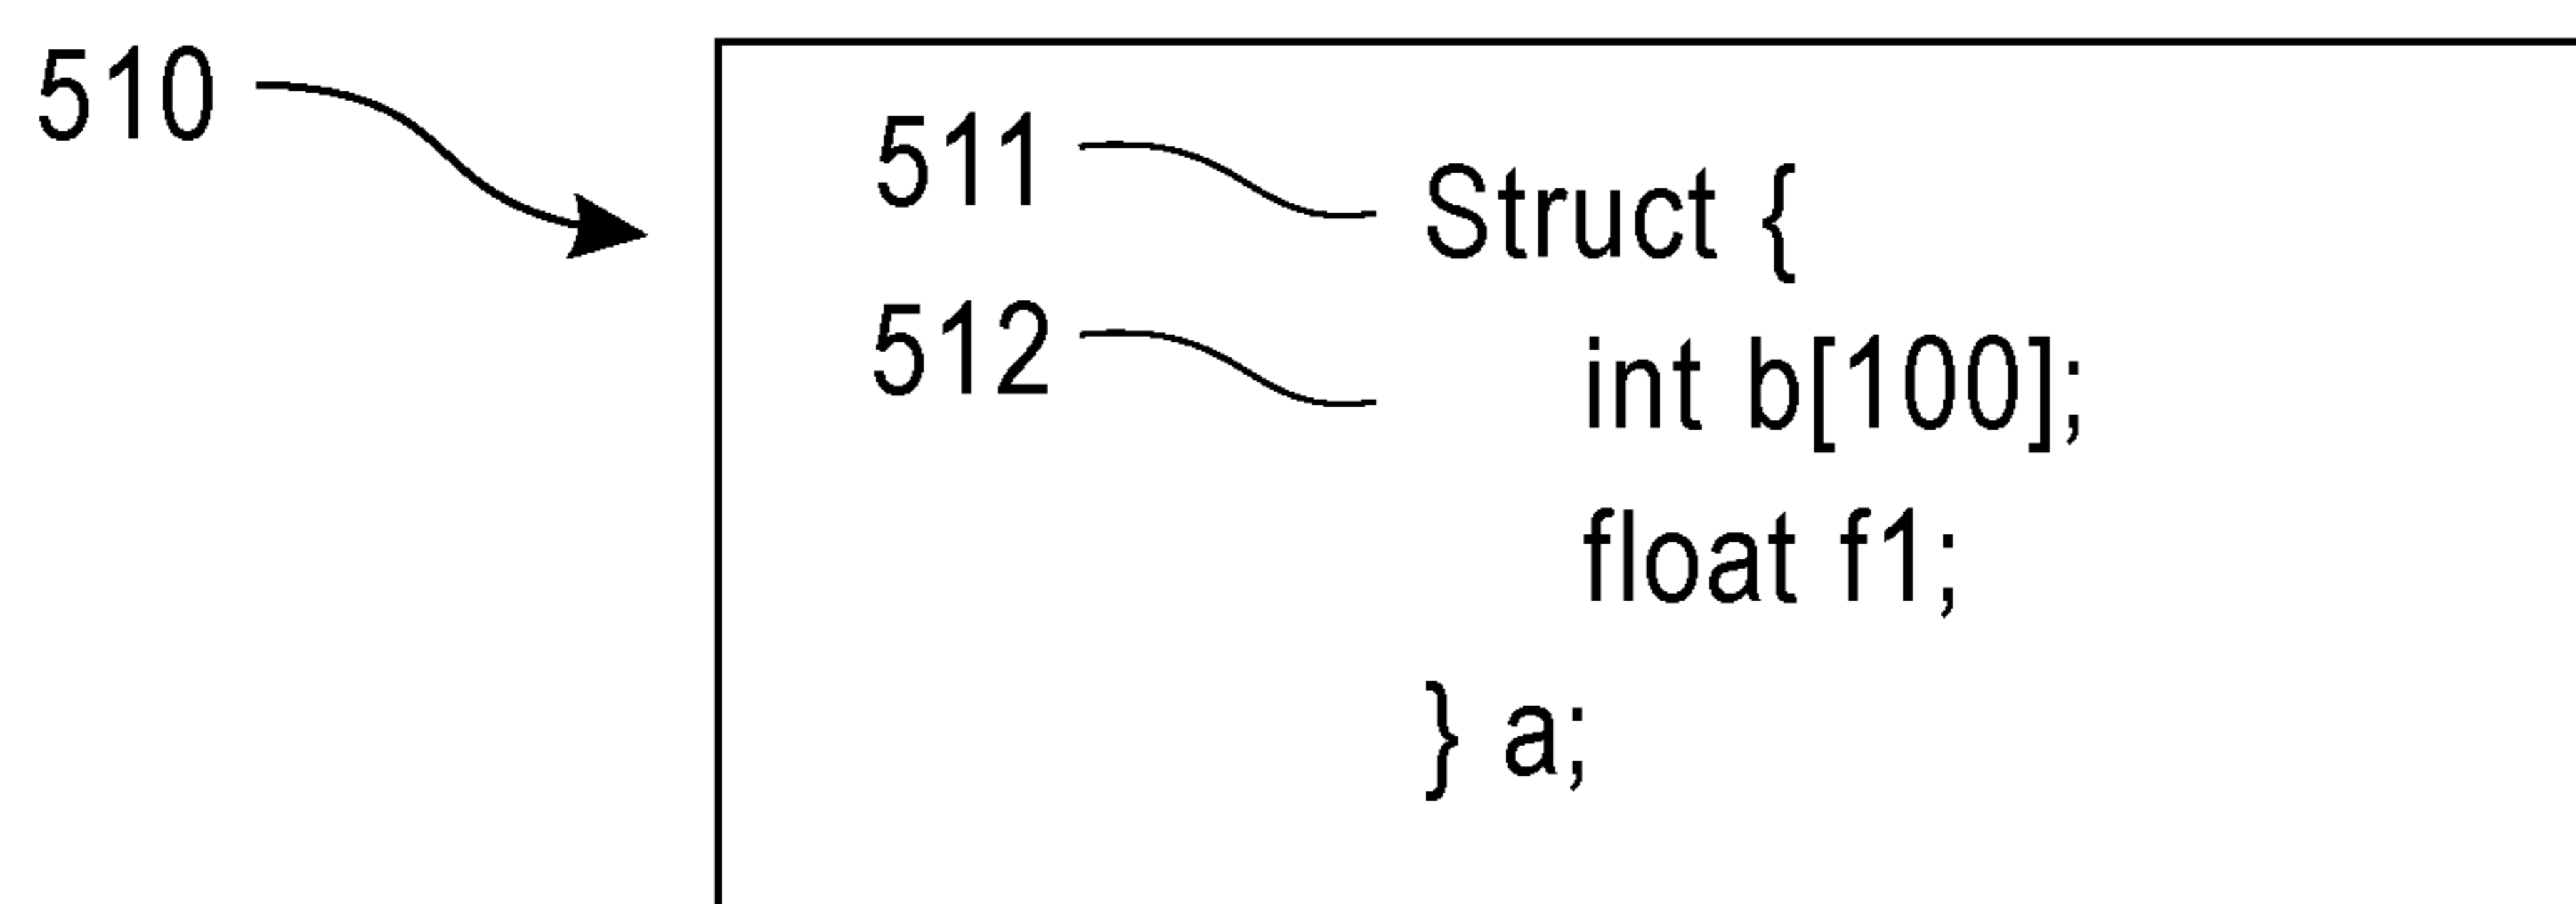 510
511 Struct {
512 int b[100];
float f1;
} a;